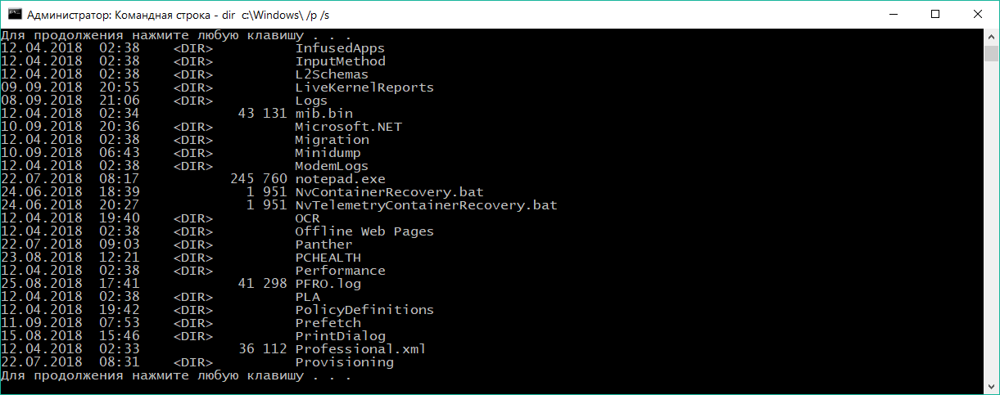 Администратор: Командная строка - dir  c:\Windows\ /p /s
Для продолжения нажмите любую клавишу . . .
12.04.2018  02:38    <DIR>          InfusedApps
12.04.2018  02:38    <DIR>          InputMethod
12.04.2018  02:38    <DIR>          L2Schemas
09.09.2018  20:55    <DIR>          LiveKernelReports
08.09.2018  21:06    <DIR>          Logs
12.04.2018  02:34            43 131 mib.bin
10.09.2018  20:36    <DIR>          Microsoft.NET
12.04.2018  02:38    <DIR>          Migration
10.09.2018  06:43    <DIR>          Minidump
12.04.2018  02:38    <DIR>          ModemLogs
22.07.2018  08:17           245 760 notepad.exe
24.06.2018  18:39             1 951 NvContainerRecovery.bat
24.06.2018  20:27             1 951 NvTelemetryContainerRecovery.bat
12.04.2018  19:40    <DIR>          OCR
12.04.2018  02:38    <DIR>          Offline Web Pages
22.07.2018  09:03    <DIR>          Panther
23.08.2018  12:21    <DIR>          PCHEALTH
12.04.2018  02:38    <DIR>          Performance
25.08.2018  17:41            41 298 PFRO.log
12.04.2018  02:38    <DIR>          PLA
12.04.2018  19:42    <DIR>          PolicyDefinitions
11.09.2018  07:53    <DIR>          Prefetch
15.08.2018  15:46    <DIR>          PrintDialog
12.04.2018  02:33            36 112 Professional.xml
22.07.2018  08:31    <DIR>          Provisioning
Для продолжения нажмите любую клавишу . . .